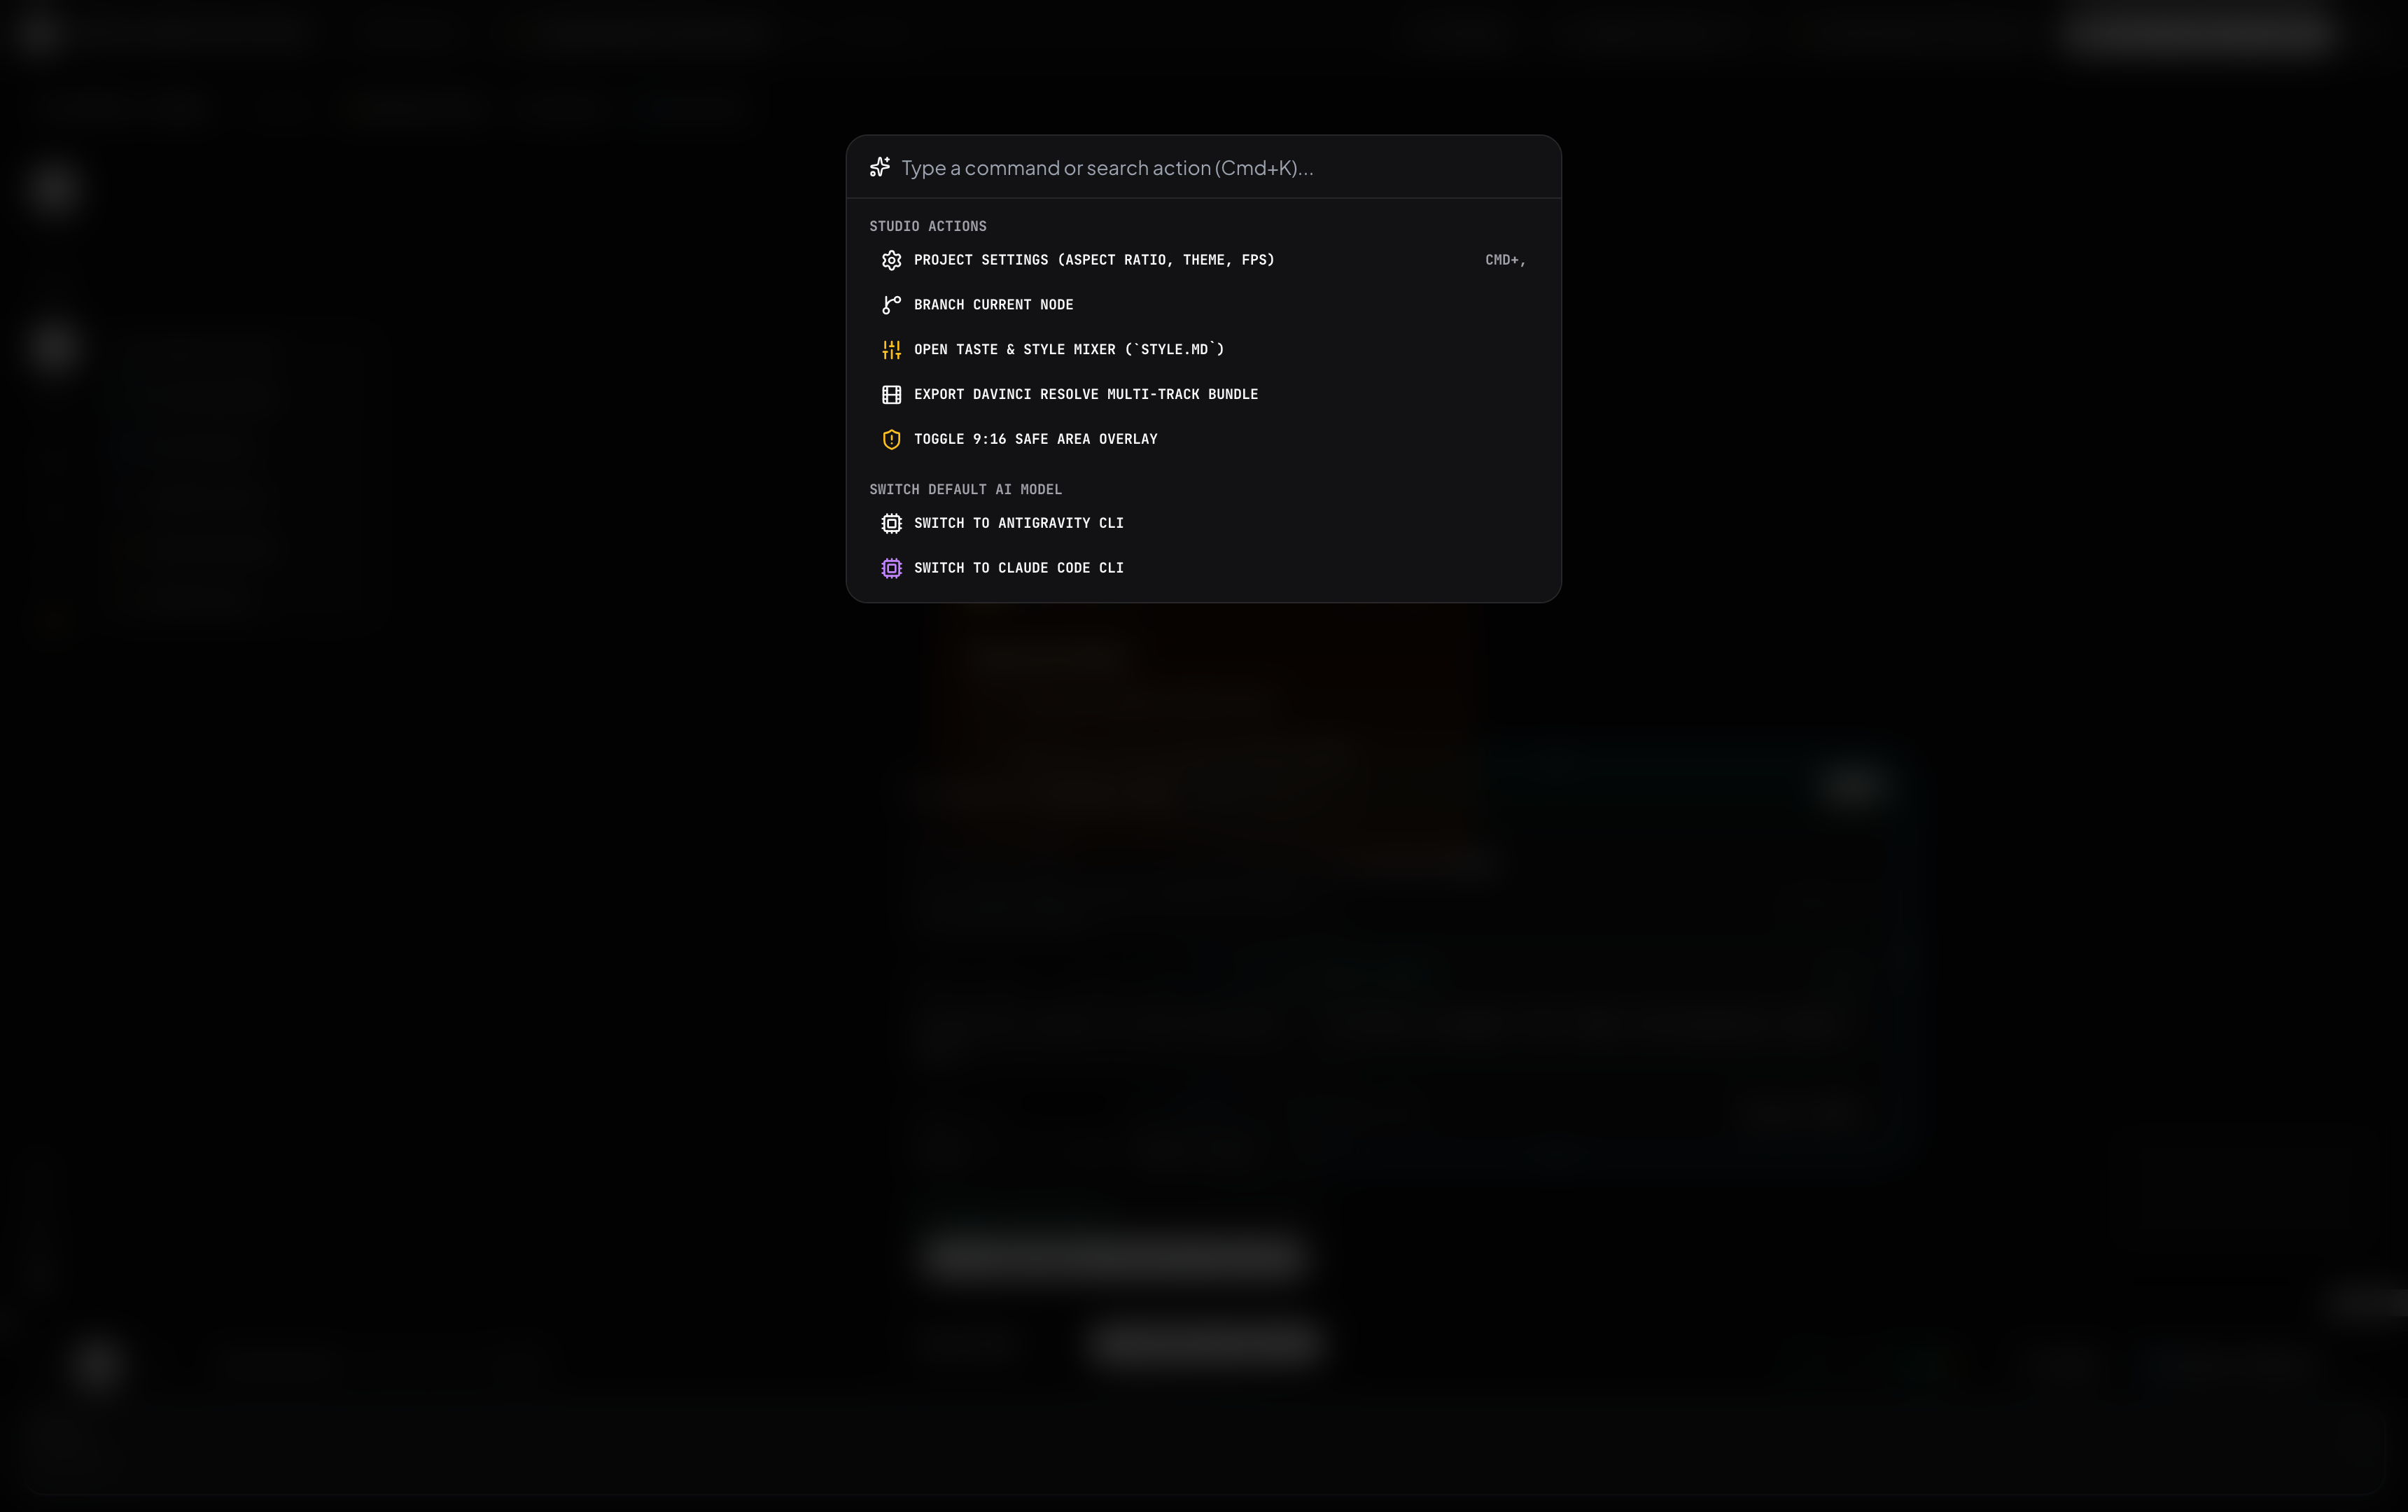 Type a command or search action (Cmd+K)...
STUDIO ACTIONS
PROJECT SETTINGS (ASPECT RATIO, THEME, FPS) CMD+,
BRANCH CURRENT NODE
OPEN TASTE & STYLE MIXER (`STYLE.MD`)
EXPORT DAVINCI RESOLVE MULTI-TRACK BUNDLE
TOGGLE 9:16 SAFE AREA OVERLAY
SWITCH DEFAULT AI MODEL
SWITCH TO ANTIGRAVITY CLI
SWITCH TO CLAUDE CODE CLI